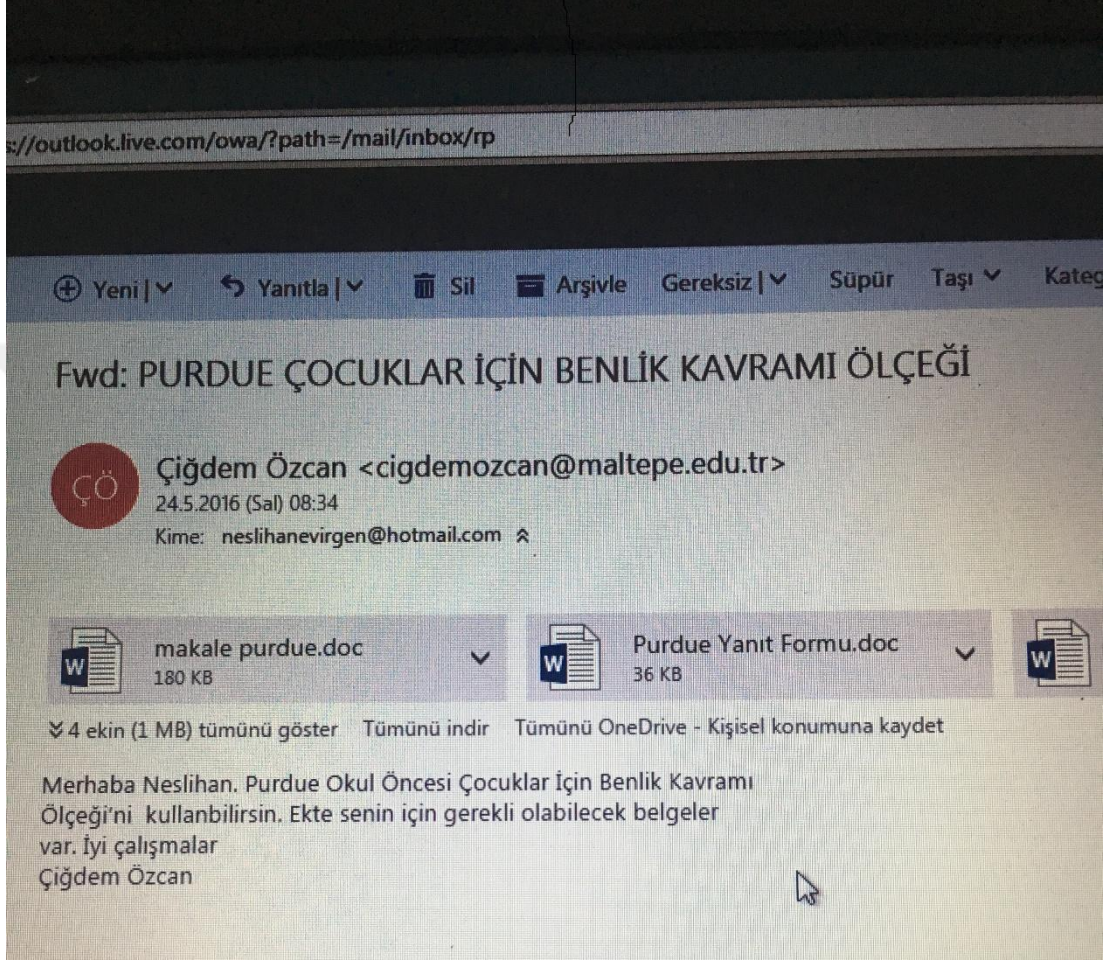 s://outlook.live.com/owa/?path=/mail/inbox/rp
Yeni | Yanıtla | Sil Arşivle Gereksiz | Süpür Taşı Kateg
Fwd: PURDUE ÇOCUKLAR İÇİN BENLİK KAVRAMI ÖLÇEĞİ
ÇÖ
Çiğdem Özcan <cigdemozcan@maltepe.edu.tr>
24.5.2016 (Sal) 08:34
Kime: neslihanevirgen@hotmail.com
W makale purdue.doc W Purdue Yanıt Formu.doc W
180 KB 36 KB
4 ekin (1 MB) tümünü göster Tümünü indir Tümünü OneDrive - Kişisel konumuna kaydet
Merhaba Neslihan. Purdue Okul Öncesi Çocuklar İçin Benlik Kavramı
Ölçeği'ni kullanbilirsin. Ekte senin için gerekli olabilecek belgeler
var. İyi çalışmalar
Çiğdem Özcan